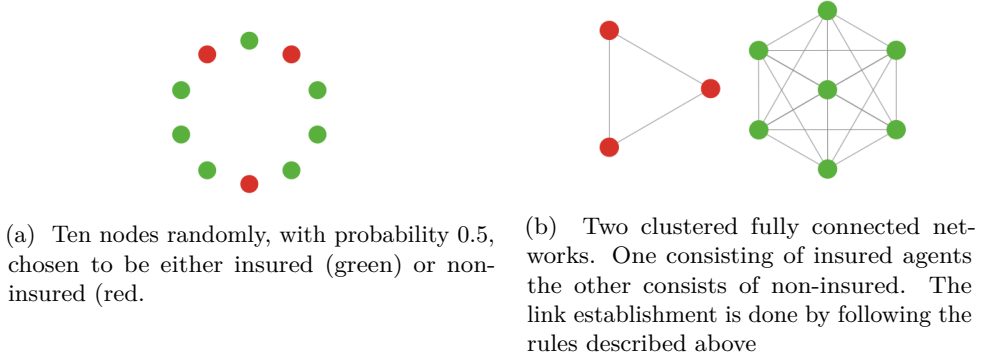 (a) Ten nodes randomly, with probability 0.5,
chosen to be either insured (green) or non-
insured (red.
(b) Two clustered fully connected net-
works. One consisting of insured agents
the other consists of non-insured. The
link establishment is done by following the
rules described above